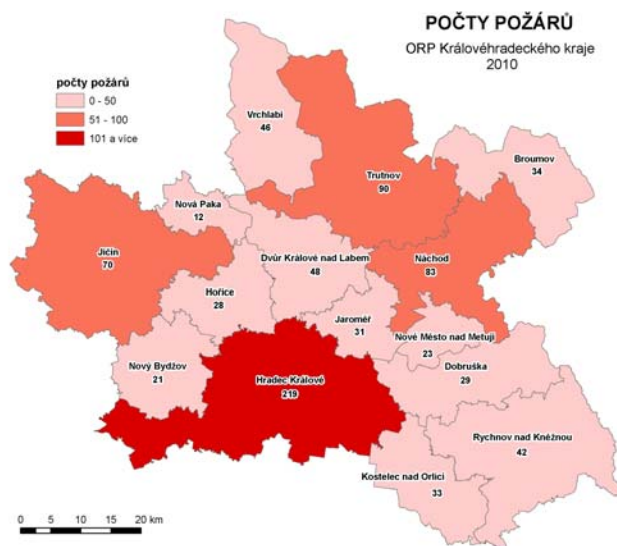 POČTY POŽÁRŮ
ORP Královéhradeckého kraje
2010
počty požárů
0 - 50
51 - 100
101 a více
Vrchlabí
46
Trutnov
90
Broumov
34
Nová Paka
12
Jičín
70
Dvůr Králové nad Labem
48
Náchod
83
Hořice
28
Jaroměř
31
Nové Město nad Metují
23
Nový Bydžov
21
Dobruška
29
Hradec Králové
219
Rychnov nad Kněžnou
42
Kostelec nad Orlicí
33
0 5 10 20 km